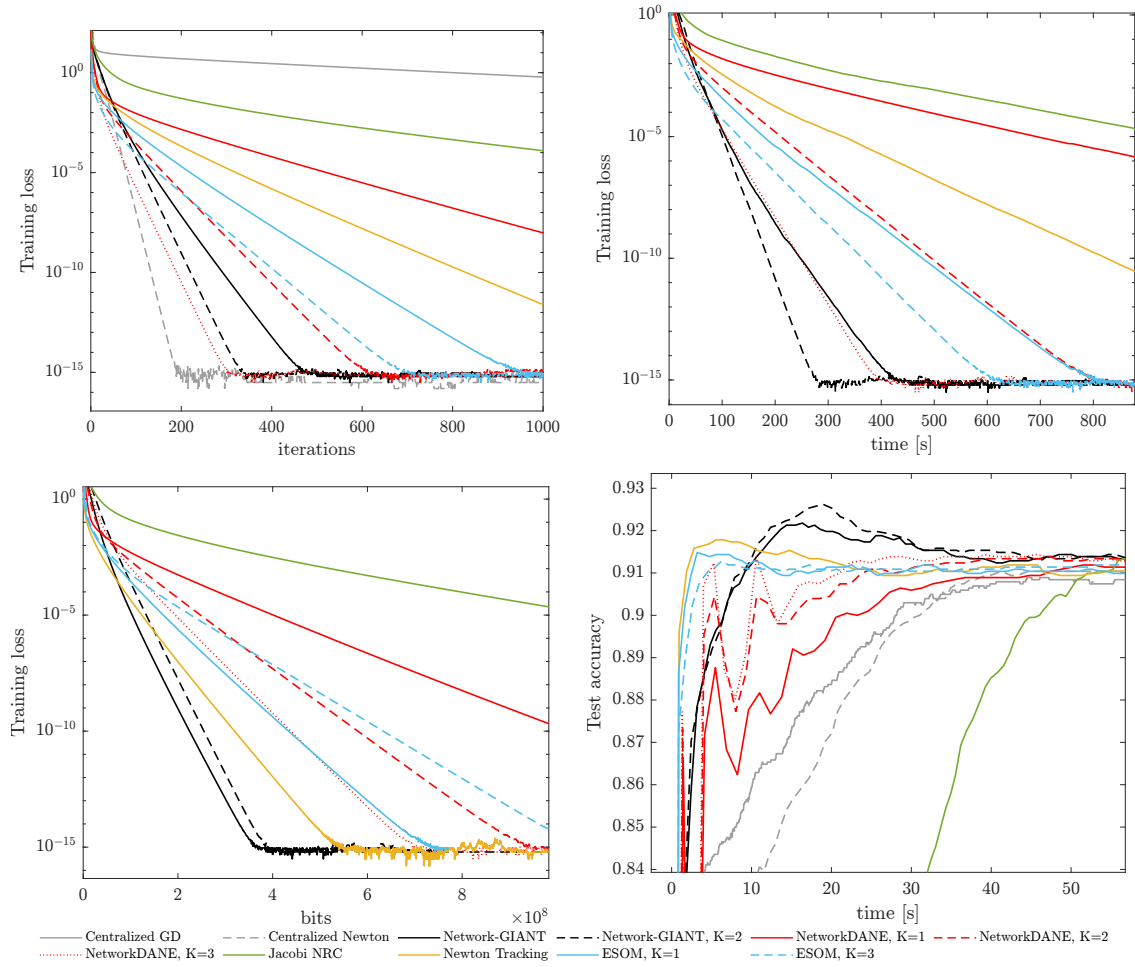 10^0
10^-5
10^-10
10^-15
Training loss
0 200 400 600 800 1000
iterations
10^0
10^-5
10^-10
10^-15
Training loss
0 100 200 300 400 500 600 700 800
time [s]
10^0
10^-5
10^-10
10^-15
Training loss
0 2 4 6 8
bits ×10^8
0.93
0.92
0.91
0.9
0.89
0.88
0.87
0.86
0.85
0.84
Test accuracy
0 10 20 30 40 50
time [s]
Centralized GD Centralized Newton Network-GIANT Network-GIANT, K=2 NetworkDANE, K=1 NetworkDANE, K=2
NetworkDANE, K=3 Jacobi NRC Newton Tracking ESOM, K=1 ESOM, K=3